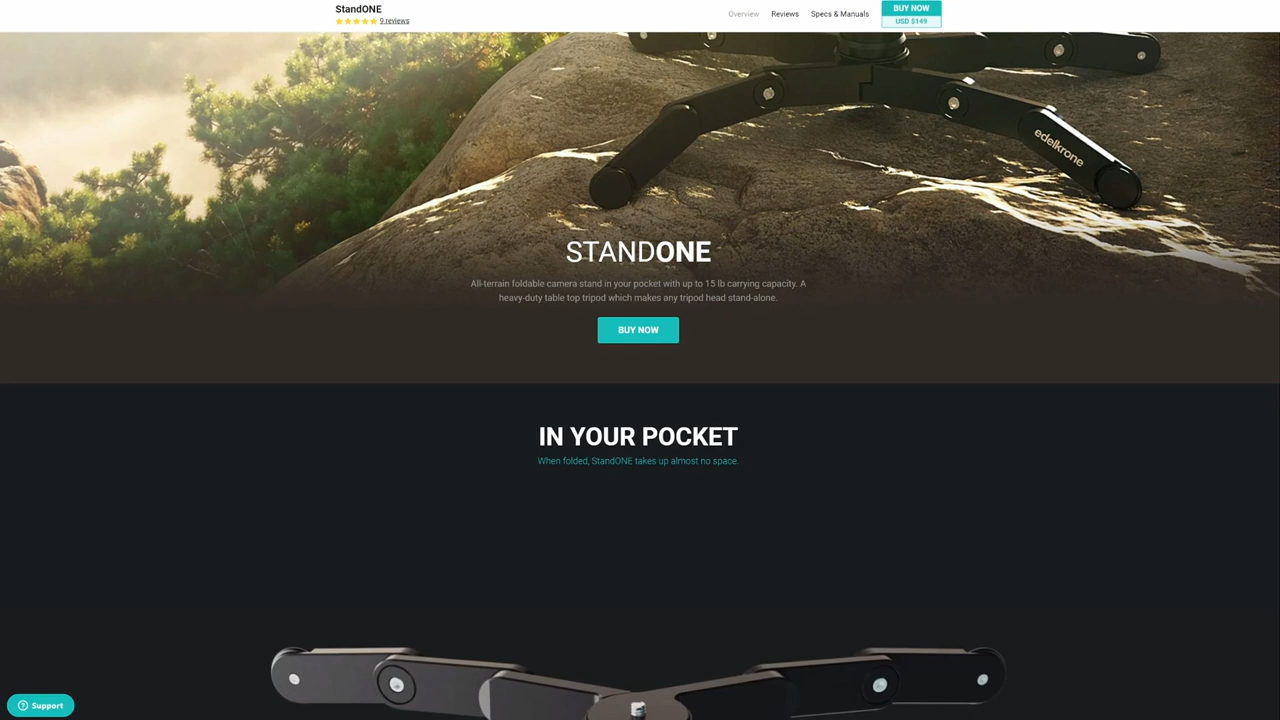 StandONE
9 reviews
Overview
Reviews
Specs & Manuals
BUY NOW
USD $149
edelkrone
STANDONE
All-terrain foldable camera stand in your pocket with up to 15 lb carrying capacity. A
heavy-duty table top tripod which makes any tripod head stand-alone.
BUY NOW
IN YOUR POCKET
When folded, StandONE takes up almost no space.
Support